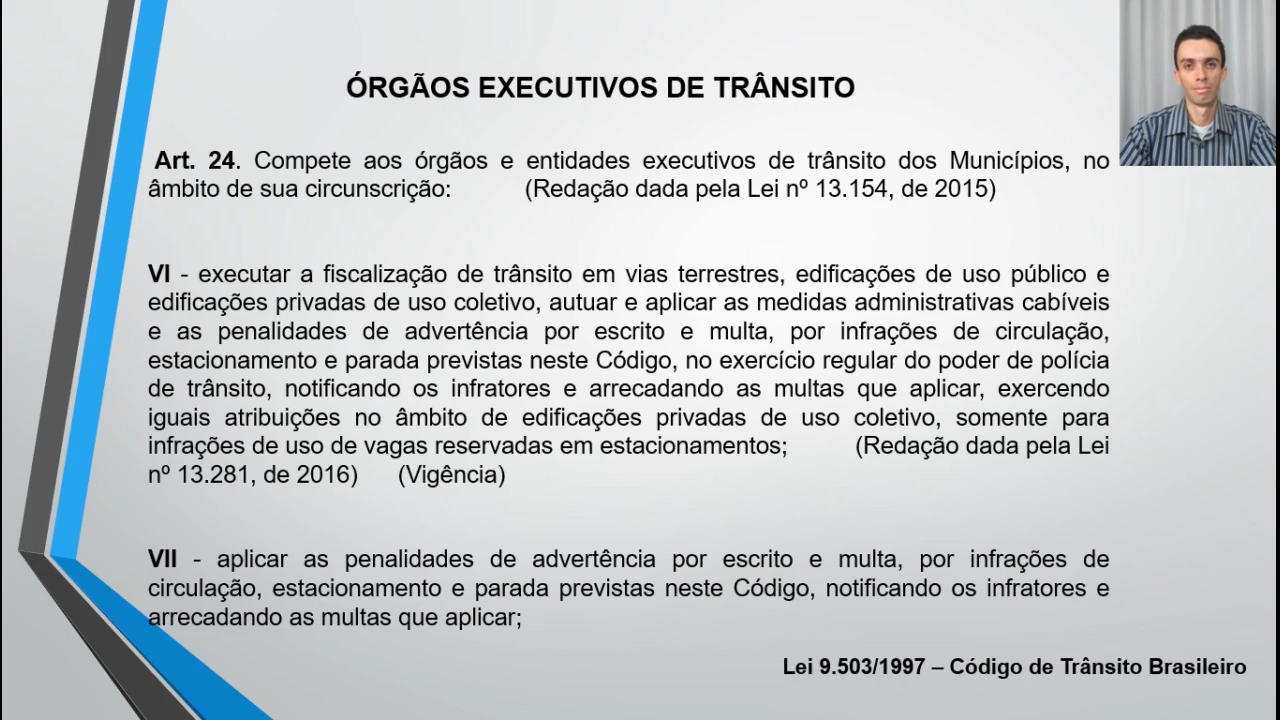 ÓRGÃOS EXECUTIVOS DE TRÂNSITO
Art. 24. Compete aos órgãos e entidades executivos de trânsito dos Municípios, no
âmbito de sua circunscrição: (Redação dada pela Lei nº 13.154, de 2015)
VI - executar a fiscalização de trânsito em vias terrestres, edificações de uso público e
edificações privadas de uso coletivo, autuar e aplicar as medidas administrativas cabíveis
e as penalidades de advertência por escrito e multa, por infrações de circulação,
estacionamento e parada previstas neste Código, no exercício regular do poder de polícia
de trânsito, notificando os infratores e arrecadando as multas que aplicar, exercendo
iguais atribuições no âmbito de edificações privadas de uso coletivo, somente para
infrações de uso de vagas reservadas em estacionamentos; (Redação dada pela Lei
nº 13.281, de 2016) (Vigência)
VII - aplicar as penalidades de advertência por escrito e multa, por infrações de
circulação, estacionamento e parada previstas neste Código, notificando os infratores e
arrecadando as multas que aplicar;
Lei 9.503/1997 – Código de Trânsito Brasileiro